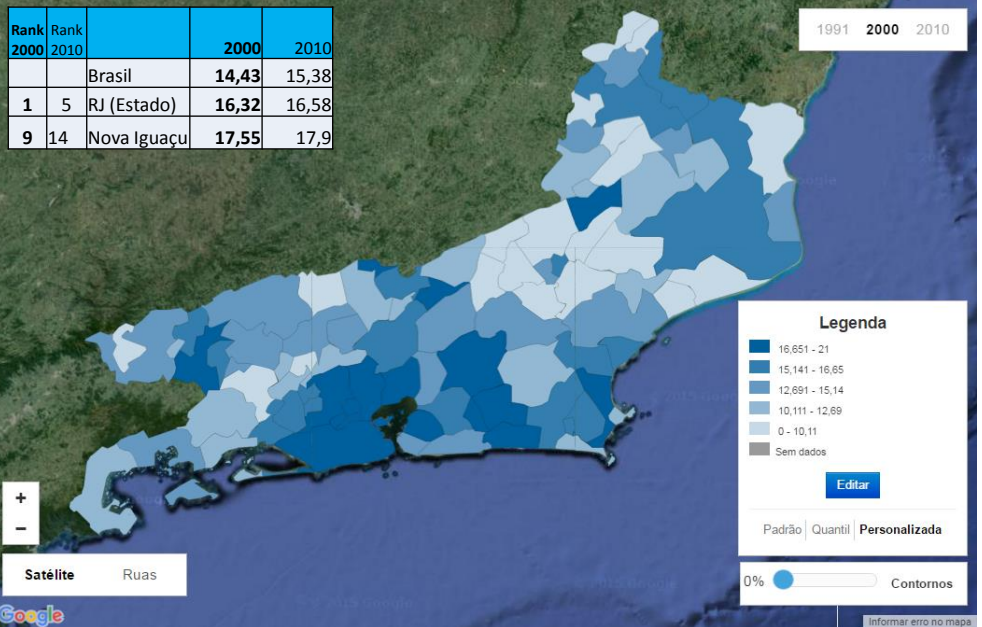 Rank 2000 Rank 2010 2000 2010
Brasil 14,43 15,38
1 5 RJ (Estado) 16,32 16,58
9 14 Nova Iguaçu 17,55 17,9
1991 2000 2010
Legenda
16,651 - 21
15,141 - 16,65
12,691 - 15,14
10,111 - 12,69
0 - 10,11
Sem dados
Editar
Padrão Quantil Personalizada
+
−
Satélite Ruas
0% Contornos
Google
Informar erro no mapa